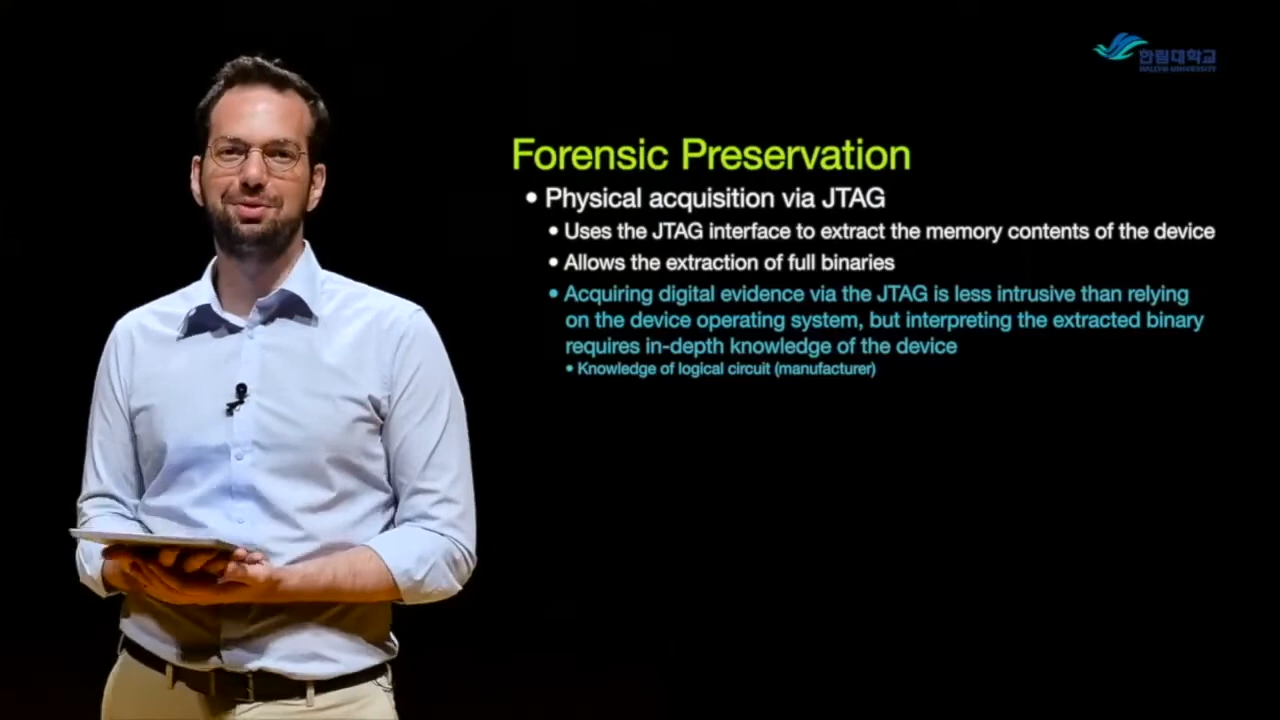 한림대학교
HALLYM UNIVERSITY
Forensic Preservation
• Physical acquisition via JTAG
• Uses the JTAG interface to extract the memory contents of the device
• Allows the extraction of full binaries
• Acquiring digital evidence via the JTAG is less intrusive than relying
on the device operating system, but interpreting the extracted binary
requires in-depth knowledge of the device
• Knowledge of logical circuit (manufacturer)